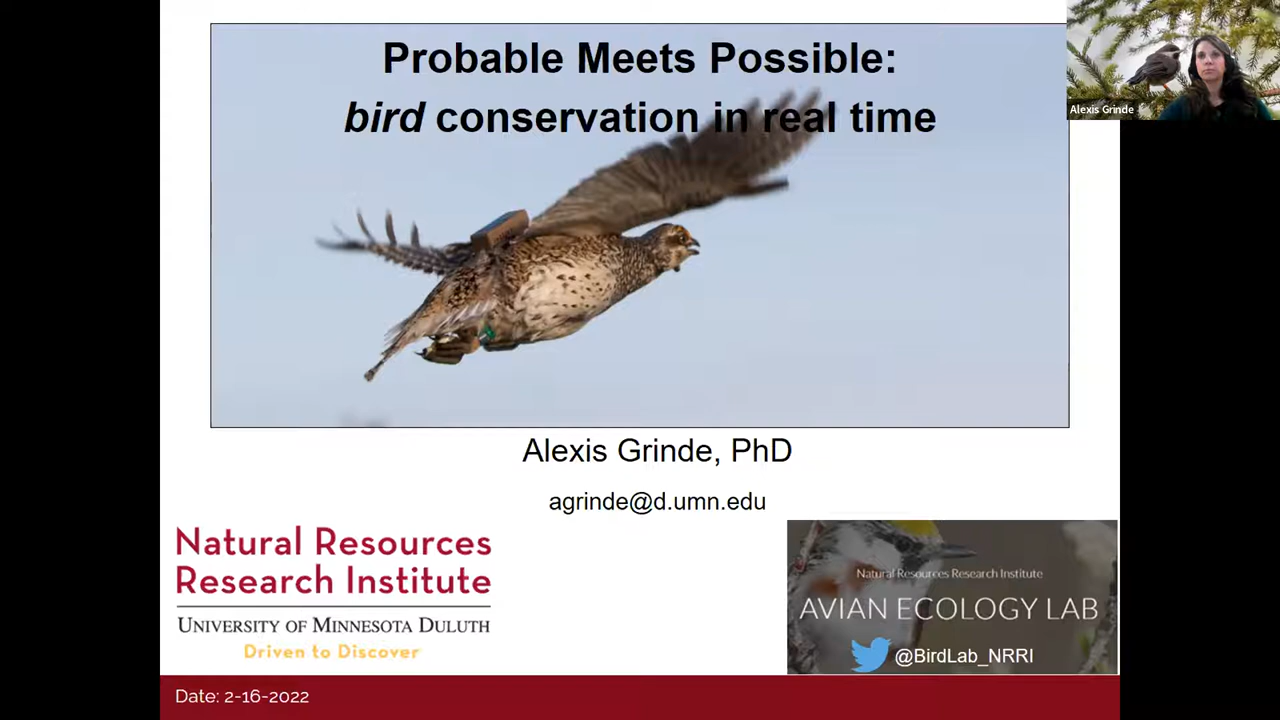 Probable Meets Possible:
bird conservation in real time
Alexis Grinde
Alexis Grinde, PhD
agrinde@d.umn.edu
Natural Resources
Research Institute
UNIVERSITY OF MINNESOTA DULUTH
Driven to Discover
Natural Resources Research Institute
AVIAN ECOLOGY LAB
@BirdLab_NRRI
Date: 2-16-2022